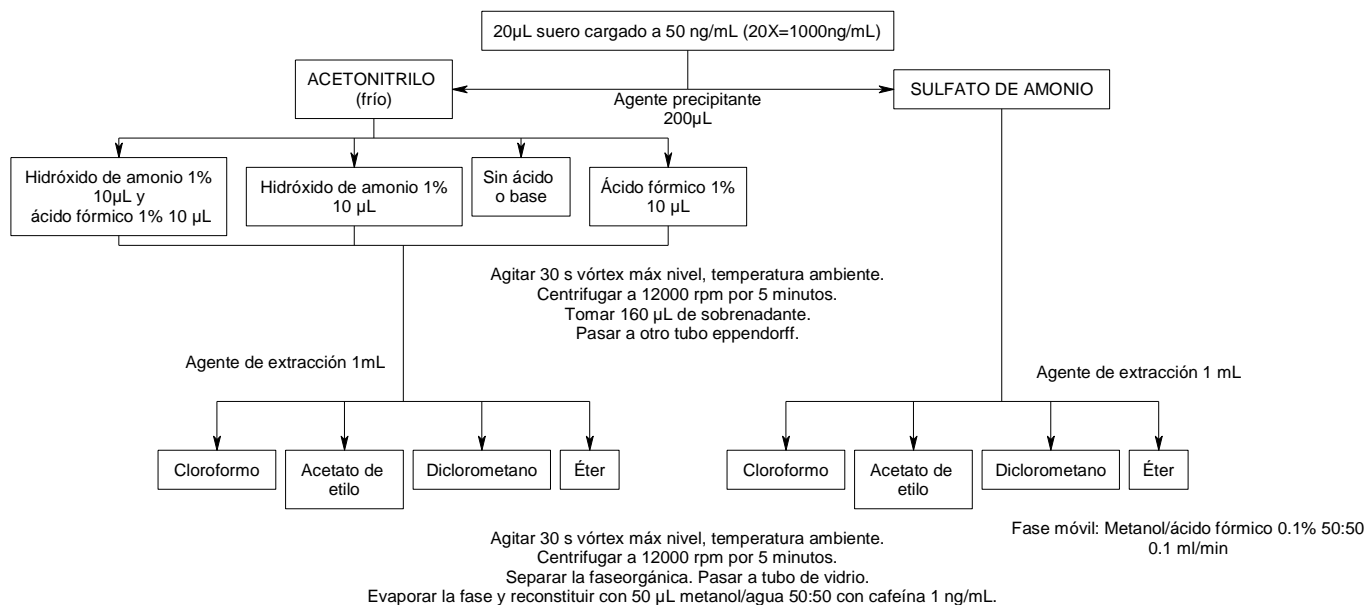 20µL suero cargado a 50 ng/mL (20X=1000ng/mL)
ACETONITRILO
(frío)
Agente precipitante
200µL
SULFATO DE AMONIO
Hidróxido de amonio 1%
10µL y
ácido fórmico 1% 10 µL
Hidróxido de amonio 1%
10 µL
Sin ácido
o base
Ácido fórmico 1%
10 µL
Agitar 30 s vórtex máx nivel, temperatura ambiente.
Centrifugar a 12000 rpm por 5 minutos.
Tomar 160 µL de sobrenadante.
Pasar a otro tubo eppendorff.
Agente de extracción 1mL
Agente de extracción 1 mL
Cloroformo
Acetato de
etilo
Diclorometano
Éter
Cloroformo
Acetato de
etilo
Diclorometano
Éter
Fase móvil: Metanol/ácido fórmico 0.1% 50:50
0.1 ml/min
Agitar 30 s vórtex máx nivel, temperatura ambiente.
Centrifugar a 12000 rpm por 5 minutos.
Separar la faseorgánica. Pasar a tubo de vidrio.
Evaporar la fase y reconstituir con 50 µL metanol/agua 50:50 con cafeína 1 ng/mL.